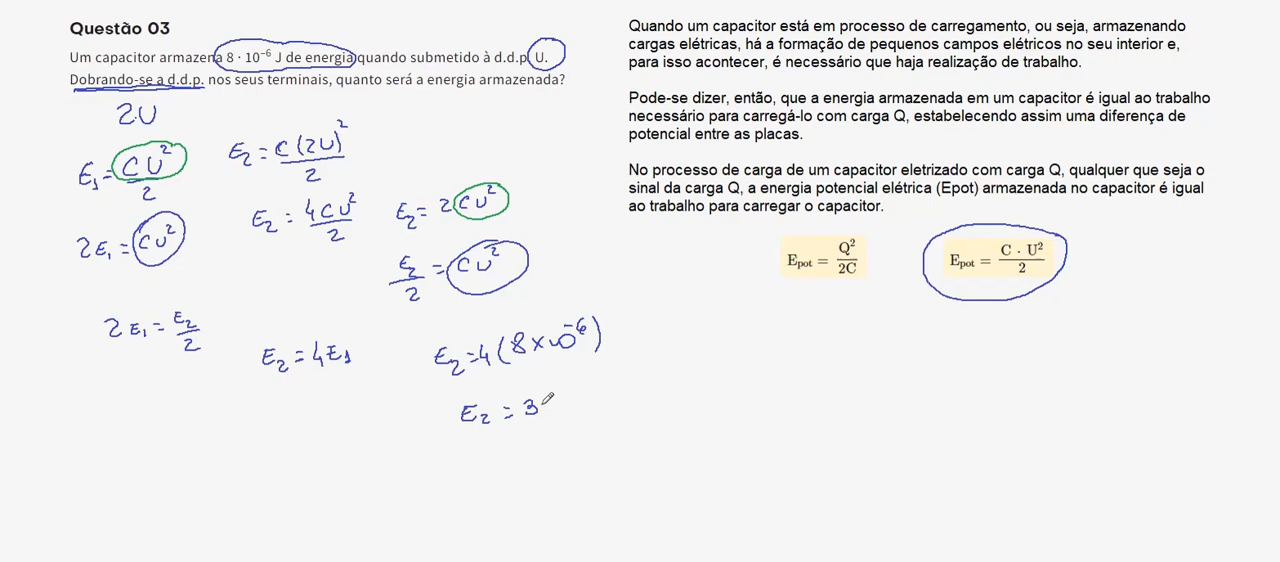 Questão 03
Um capacitor armazena 8 · 10⁻⁶ J de energia quando submetido à d.d.p. U.
Dobrando-se a d.d.p. nos seus terminais, quanto será a energia armazenada?
2U
E₁ = CU²/2
2E₁ = CU²
E₂ = C(2U)²/2
E₂ = 4CU²/2
E₂ = 2CU²
E₂/2 = CU²
2E₁ = E₂/2
E₂ = 4E₁
E₂ = 4(8×10⁻⁶)
E₂ = 3
Quando um capacitor está em processo de carregamento, ou seja, armazenando
cargas elétricas, há a formação de pequenos campos elétricos no seu interior e,
para isso acontecer, é necessário que haja realização de trabalho.
Pode-se dizer, então, que a energia armazenada em um capacitor é igual ao trabalho
necessário para carregá-lo com carga Q, estabelecendo assim uma diferença de
potencial entre as placas.
No processo de carga de um capacitor eletrizado com carga Q, qualquer que seja o
sinal da carga Q, a energia potencial elétrica (Epot) armazenada no capacitor é igual
ao trabalho para carregar o capacitor.
Epot = Q²/2C
Epot = C · U²/2